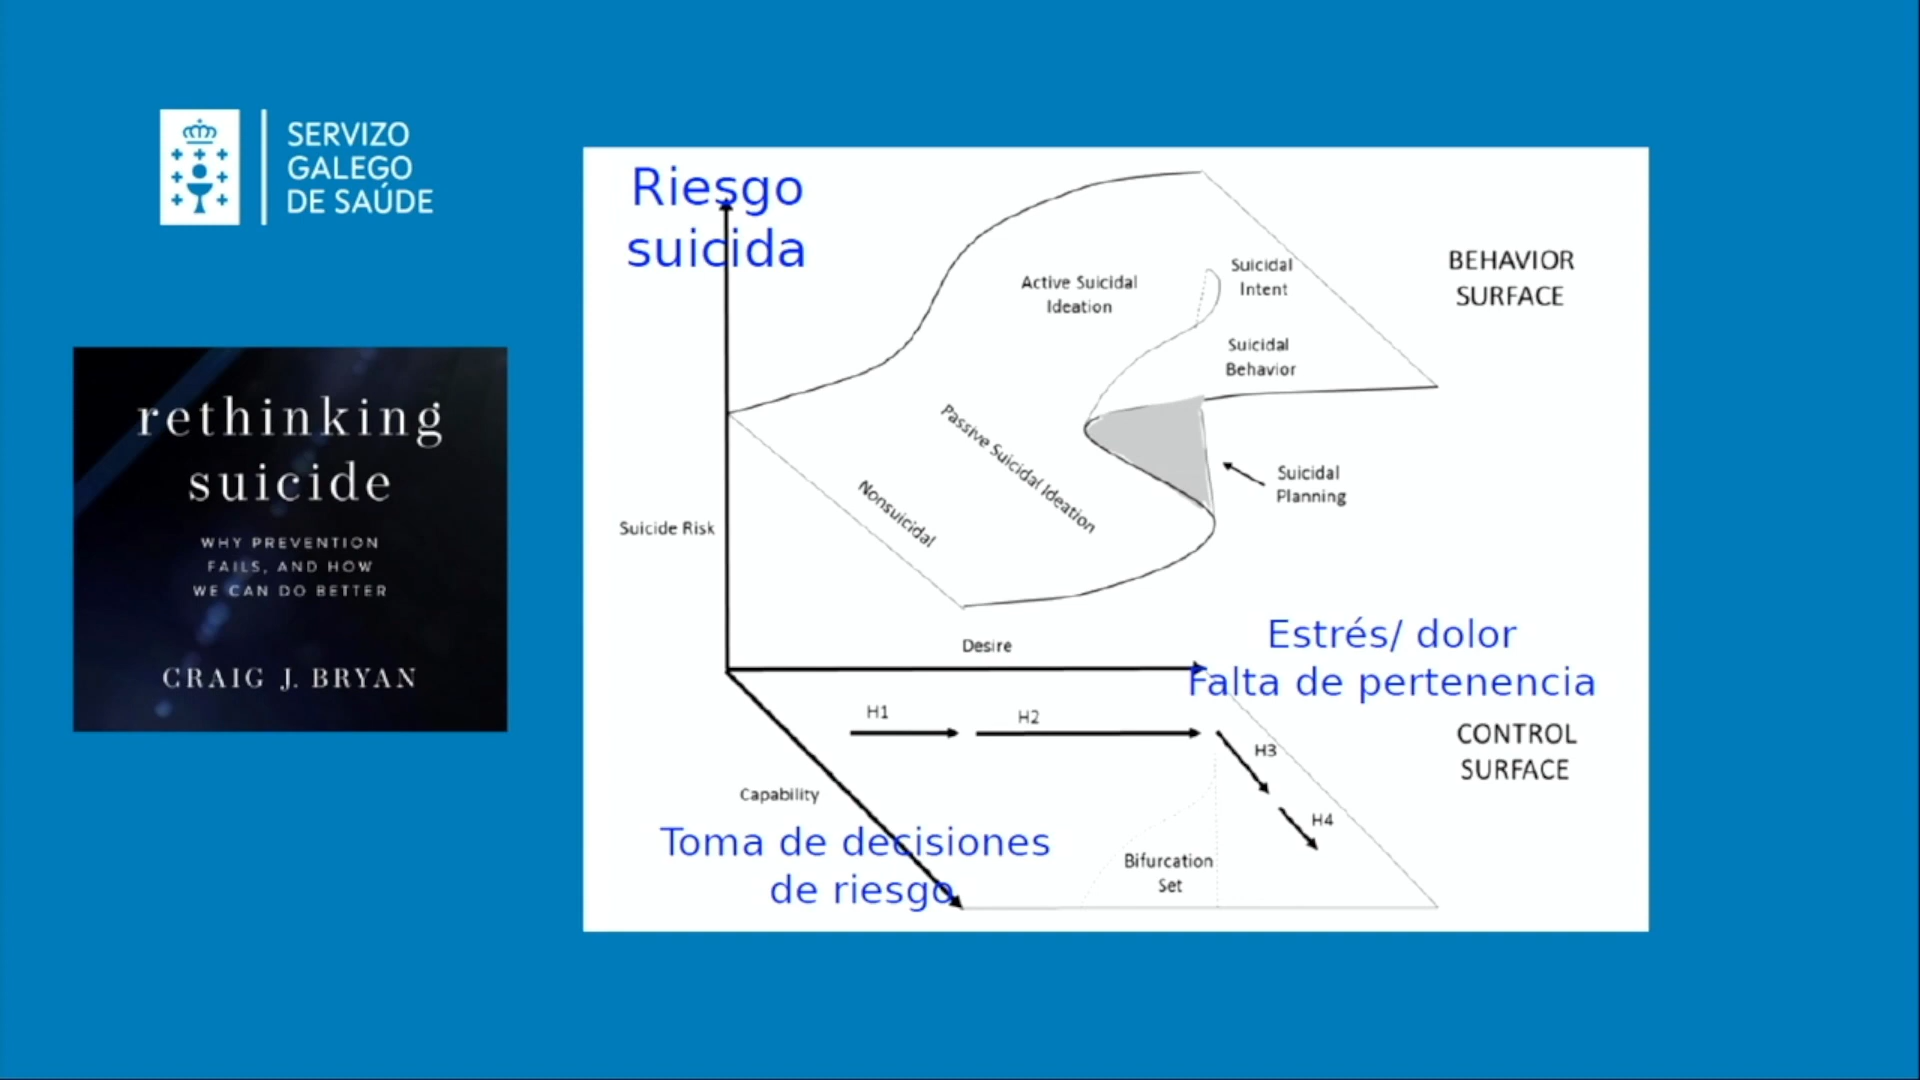 SERVIZO
GALEGO
DE SAÚDE
rethinking
suicide
WHY PREVENTION
FAILS, AND HOW
WE CAN DO BETTER
CRAIG J. BRYAN
Riesgo
suicida
BEHAVIOR
SURFACE
Active Suicidal
Ideation
Suicidal
Intent
Suicidal
Behavior
Passive Suicidal Ideation
Nonsuicidal
Suicidal
Planning
Suicide Risk
Desire
Estrés/ dolor
Falta de pertenencia
H1
H2
H3
H4
CONTROL
SURFACE
Capability
Toma de decisiones
de riesgo
Bifurcation
Set